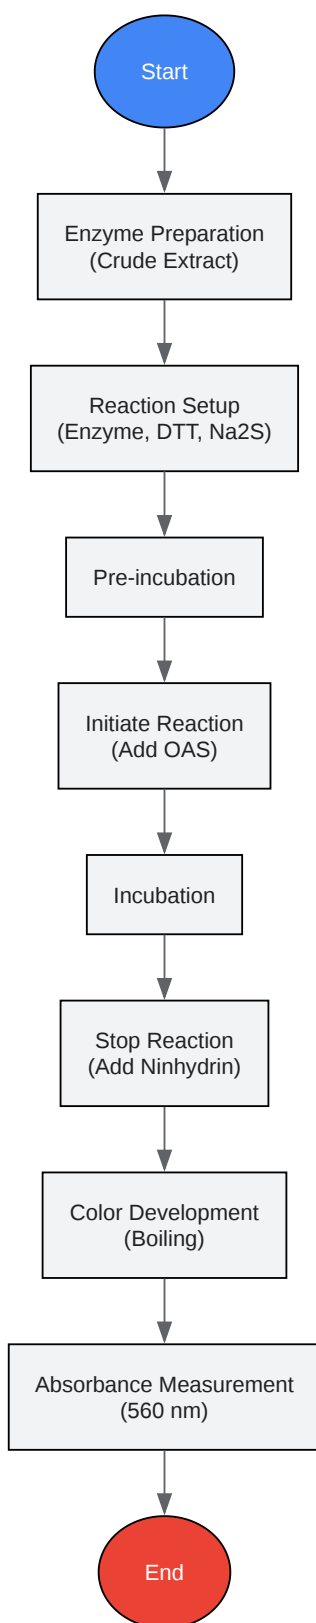 Start
Enzyme Preparation
(Crude Extract)
Reaction Setup
(Enzyme, DTT, Na2S)
Pre-incubation
Initiate Reaction
(Add OAS)
Incubation
Stop Reaction
(Add Ninhydrin)
Color Development
(Boiling)
Absorbance Measurement
(560 nm)
End